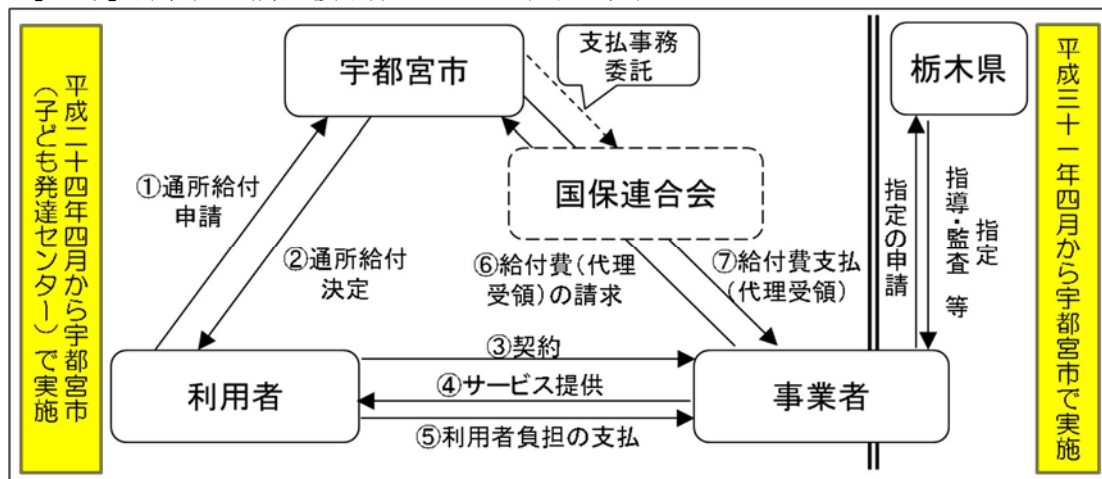 平成二十四年四月から宇都宮市
（子ども発達センター）で実施
宇都宮市
支払事務
委託
栃木県
平成三十一年四月から宇都宮市で実施
国保連合会
①通所給付
申請
②通所給付
決定
⑥給付費(代理
受領)の請求
⑦給付費支払
(代理受領)
指定の申請
指定
指導・監査　等
③契約
利用者
④サービス提供
事業者
⑤利用者負担の支払